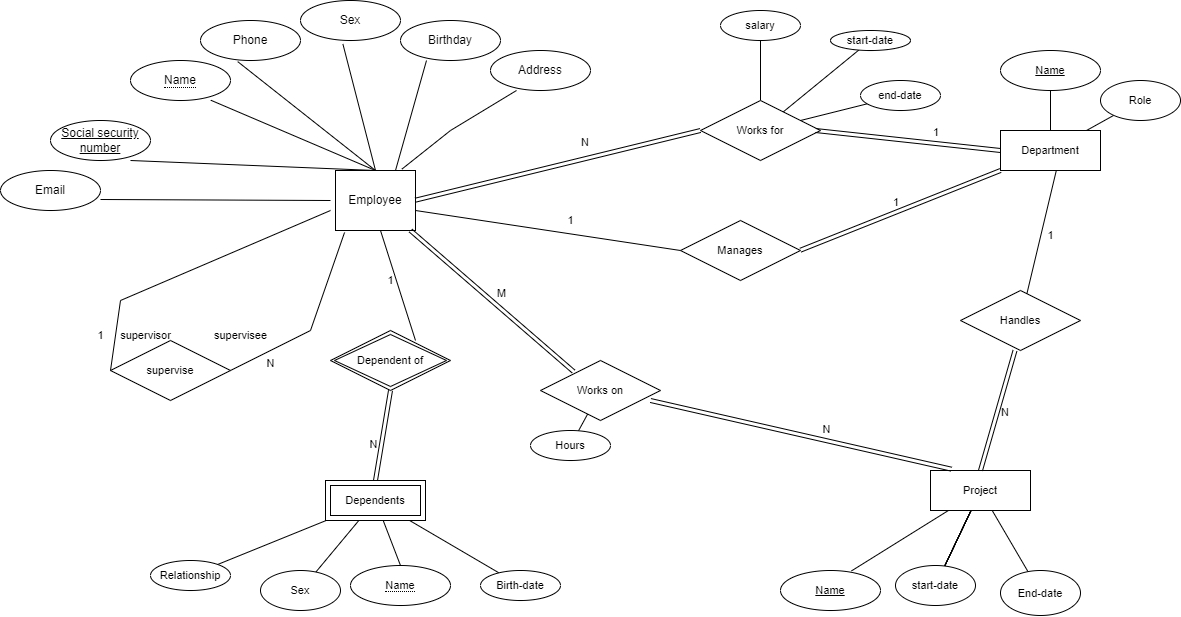 Sex
salary
Phone
Birthday
start-date
Name
Address
Name
end-date
Role
Social security
number
Works for
1
N
Department
Email
Employee
1
1
Manages
1
1
M
Handles
1
supervisor
supervisee
N
supervise
Dependent of
Works on
N
N
N
Hours
Dependents
Project
Relationship
Sex
Name
Birth-date
Name
start-date
End-date